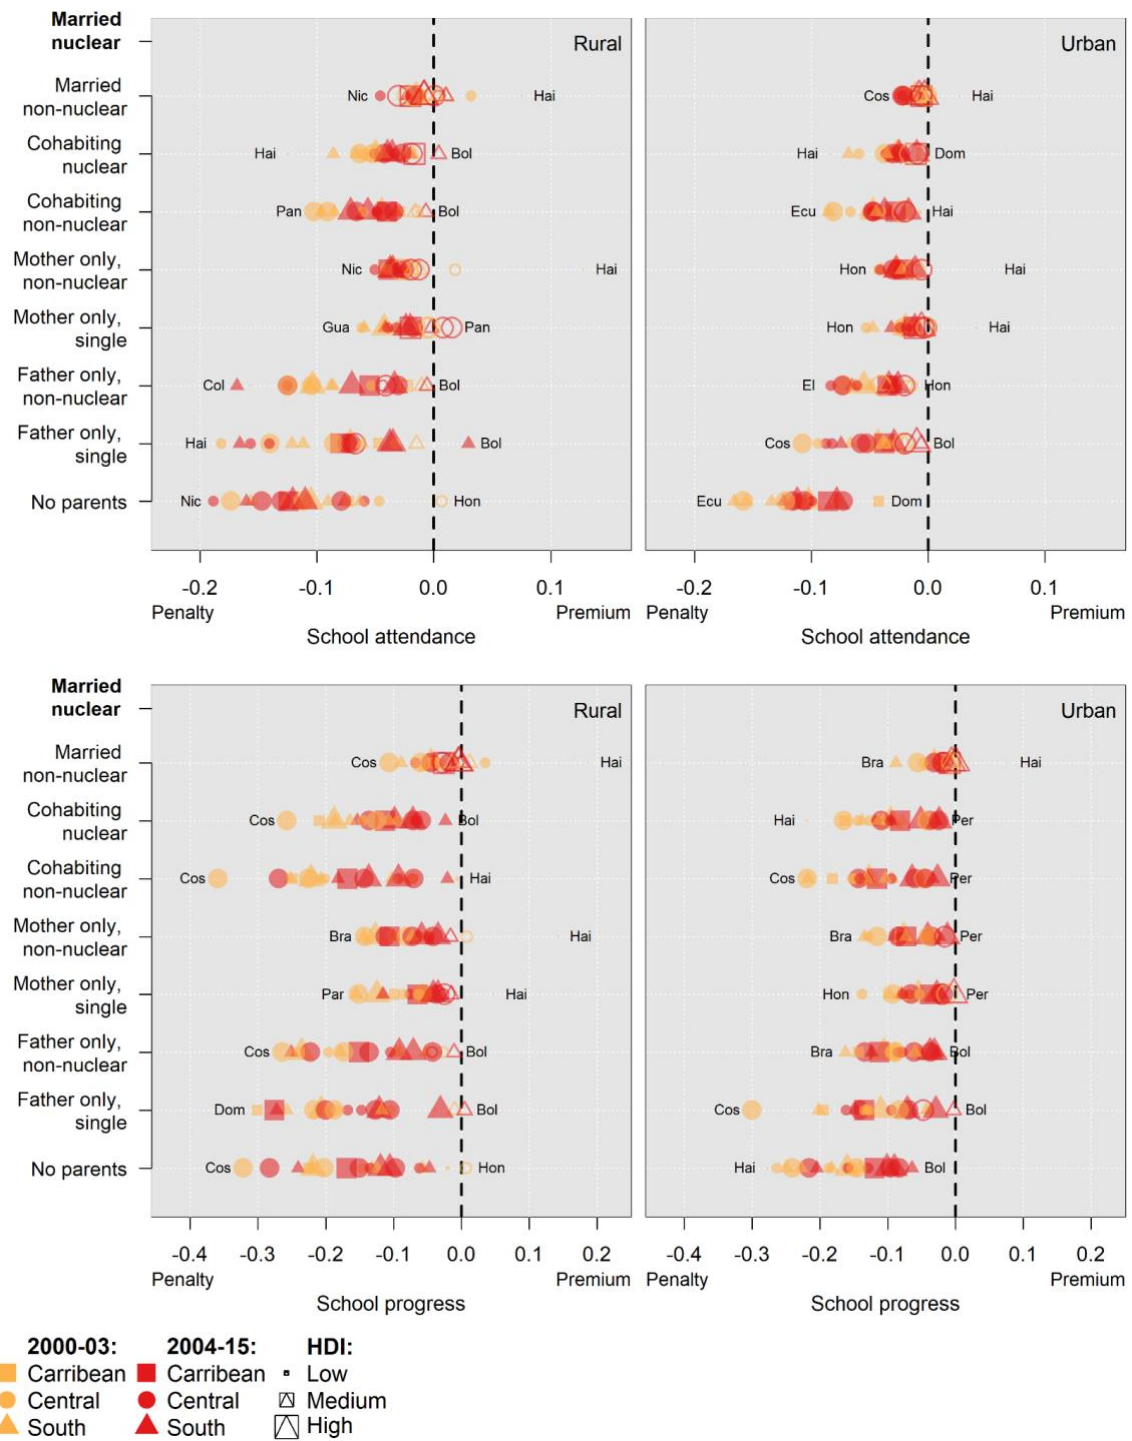 Married
nuclear
Rural
Urban
Married
non-nuclear
Nic
Hai
Cos
Hai
Cohabiting
nuclear
Hai
Bol
Hai
Dom
Cohabiting
non-nuclear
Pan
Bol
Ecu
Hai
Mother only,
non-nuclear
Nic
Hai
Hon
Hai
Mother only,
single
Gua
Pan
Hon
Hai
Father only,
non-nuclear
Col
Bol
El
Hon
Father only,
single
Hai
Bol
Cos
Bol
No parents
Nic
Hon
Ecu
Dom
-0.2 -0.1 0.0 0.1
-0.2 -0.1 0.0 0.1
Penalty Premium
Penalty Premium
School attendance
School attendance
Married
nuclear
Rural
Urban
Married
non-nuclear
Cos
Hai
Bra
Hai
Cohabiting
nuclear
Cos
Bol
Hai
Per
Cohabiting
non-nuclear
Cos
Hai
Cos
Per
Mother only,
non-nuclear
Bra
Hai
Bra
Per
Mother only,
single
Par
Hai
Hon
Per
Father only,
non-nuclear
Cos
Bol
Bra
Bol
Father only,
single
Dom
Bol
Cos
Bol
No parents
Cos
Hon
Hai
Bol
-0.4 -0.3 -0.2 -0.1 0.0 0.1 0.2
-0.4 -0.3 -0.2 -0.1 0.0 0.1 0.2
Penalty Premium
Penalty Premium
School progress
School progress
2000-03: 2004-15: HDI:
Carribean Carribean Low
Central Central Medium
South South High